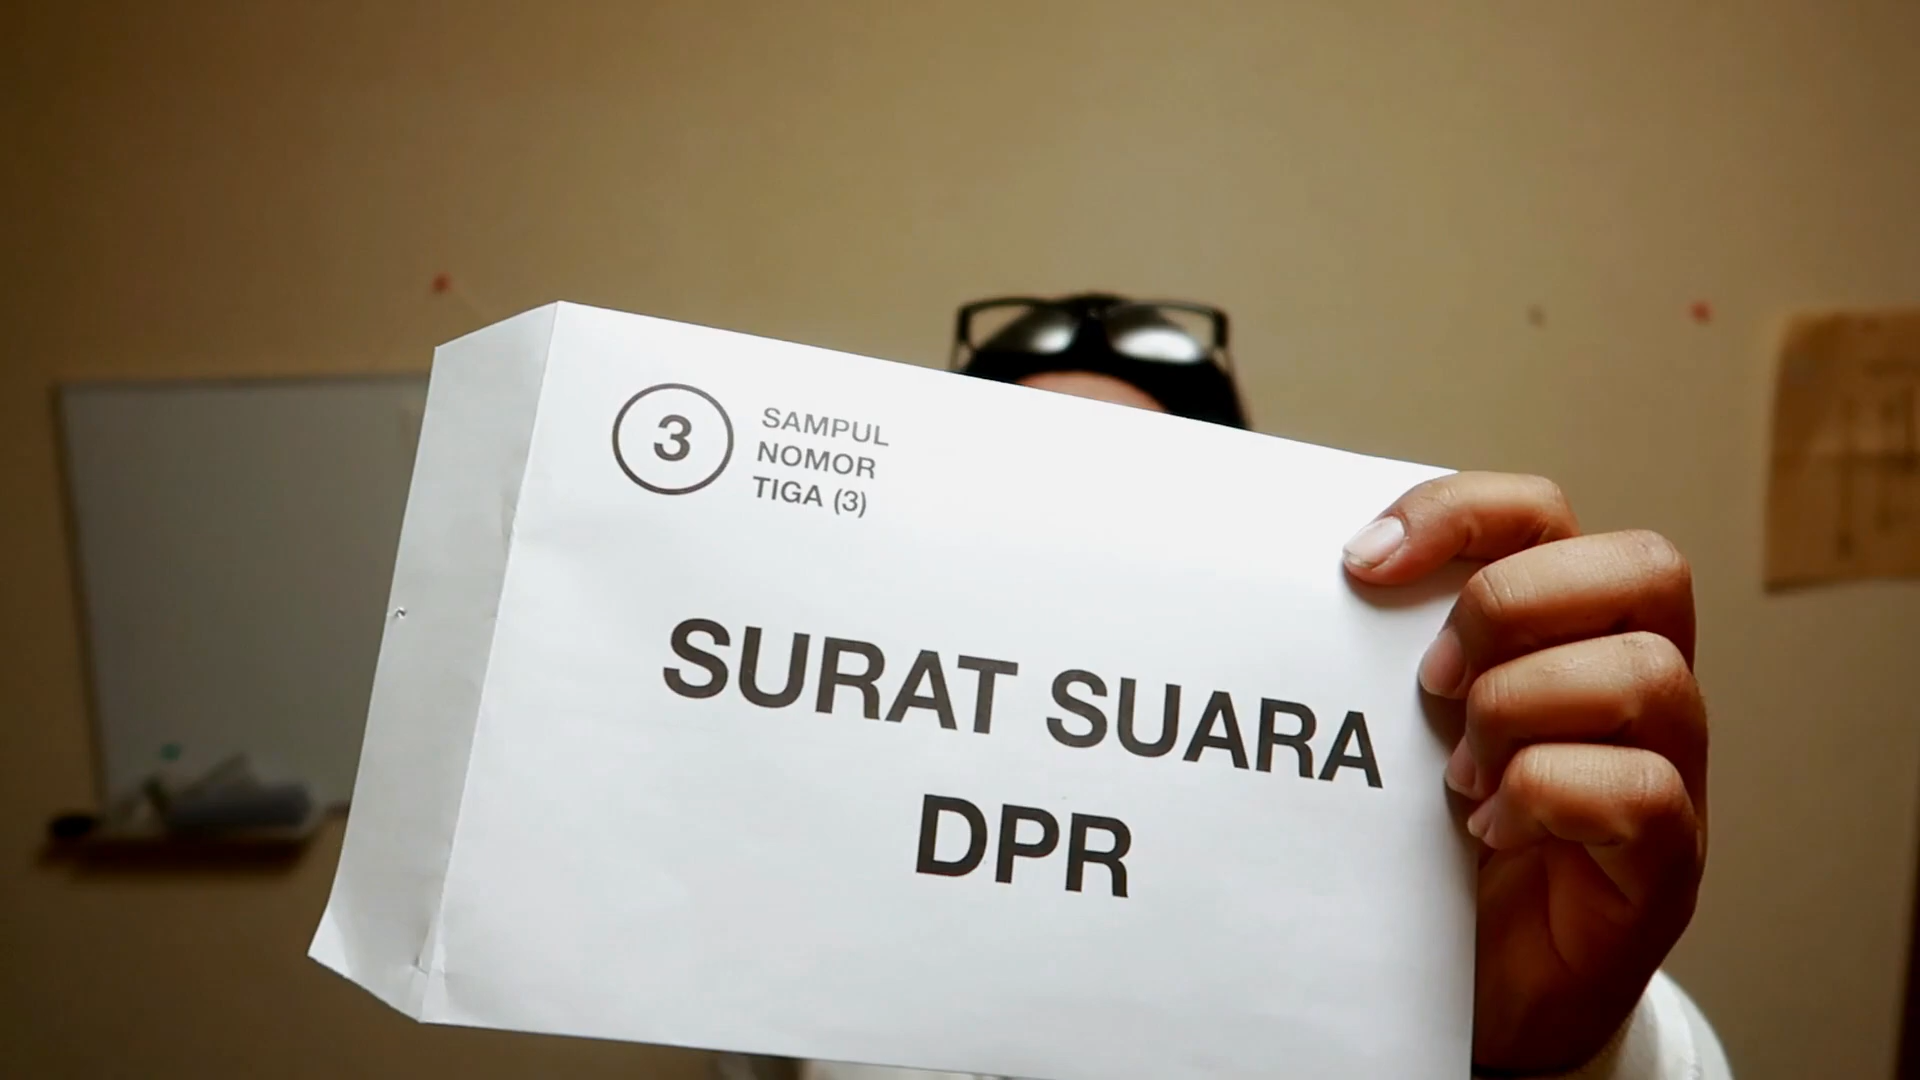 3
SAMPUL
NOMOR
TIGA (3)
SURAT SUARA
DPR